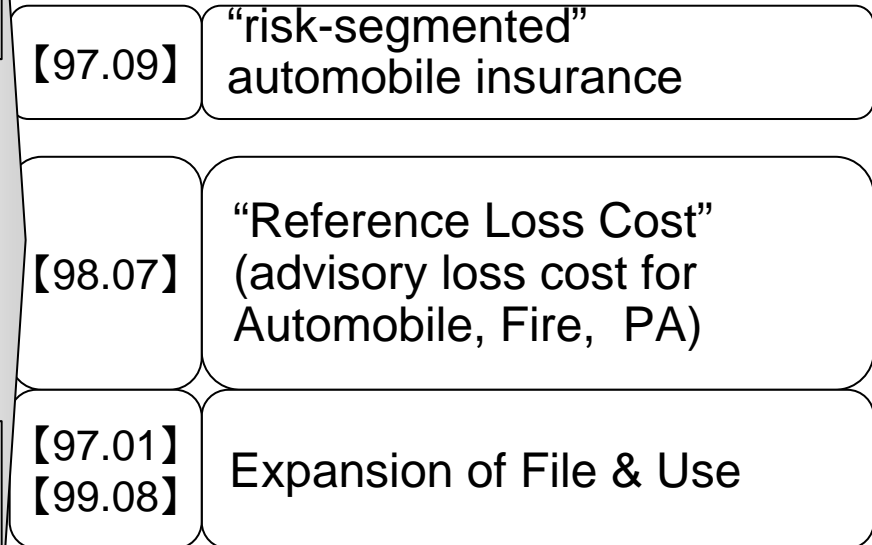 【97.09】
“risk-segmented”
automobile insurance
【98.07】
“Reference Loss Cost”
(advisory loss cost for
Automobile, Fire, PA)
【97.01】
【99.08】
Expansion of File & Use